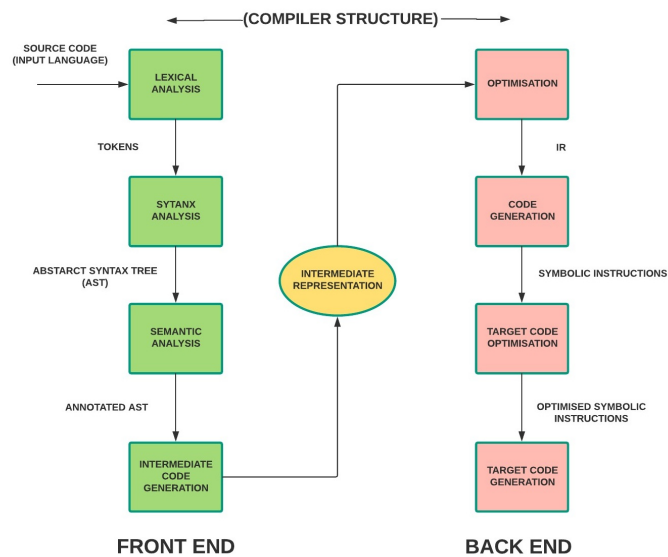 (COMPILER STRUCTURE)
SOURCE CODE
(INPUT LANGUAGE)
LEXICAL
ANALYSIS
TOKENS
SYTANX
ANALYSIS
ABSTARCT SYNTAX TREE
(AST)
SEMANTIC
ANALYSIS
ANNOTATED AST
INTERMEDIATE
CODE
GENERATION
FRONT END
INTERMEDIATE
REPRESENTATION
OPTIMISATION
IR
CODE
GENERATION
SYMBOLIC INSTRUCTIONS
TARGET CODE
OPTIMISATION
OPTIMISED SYMBOLIC
INSTRUCTIONS
TARGET CODE
GENERATION
BACK END